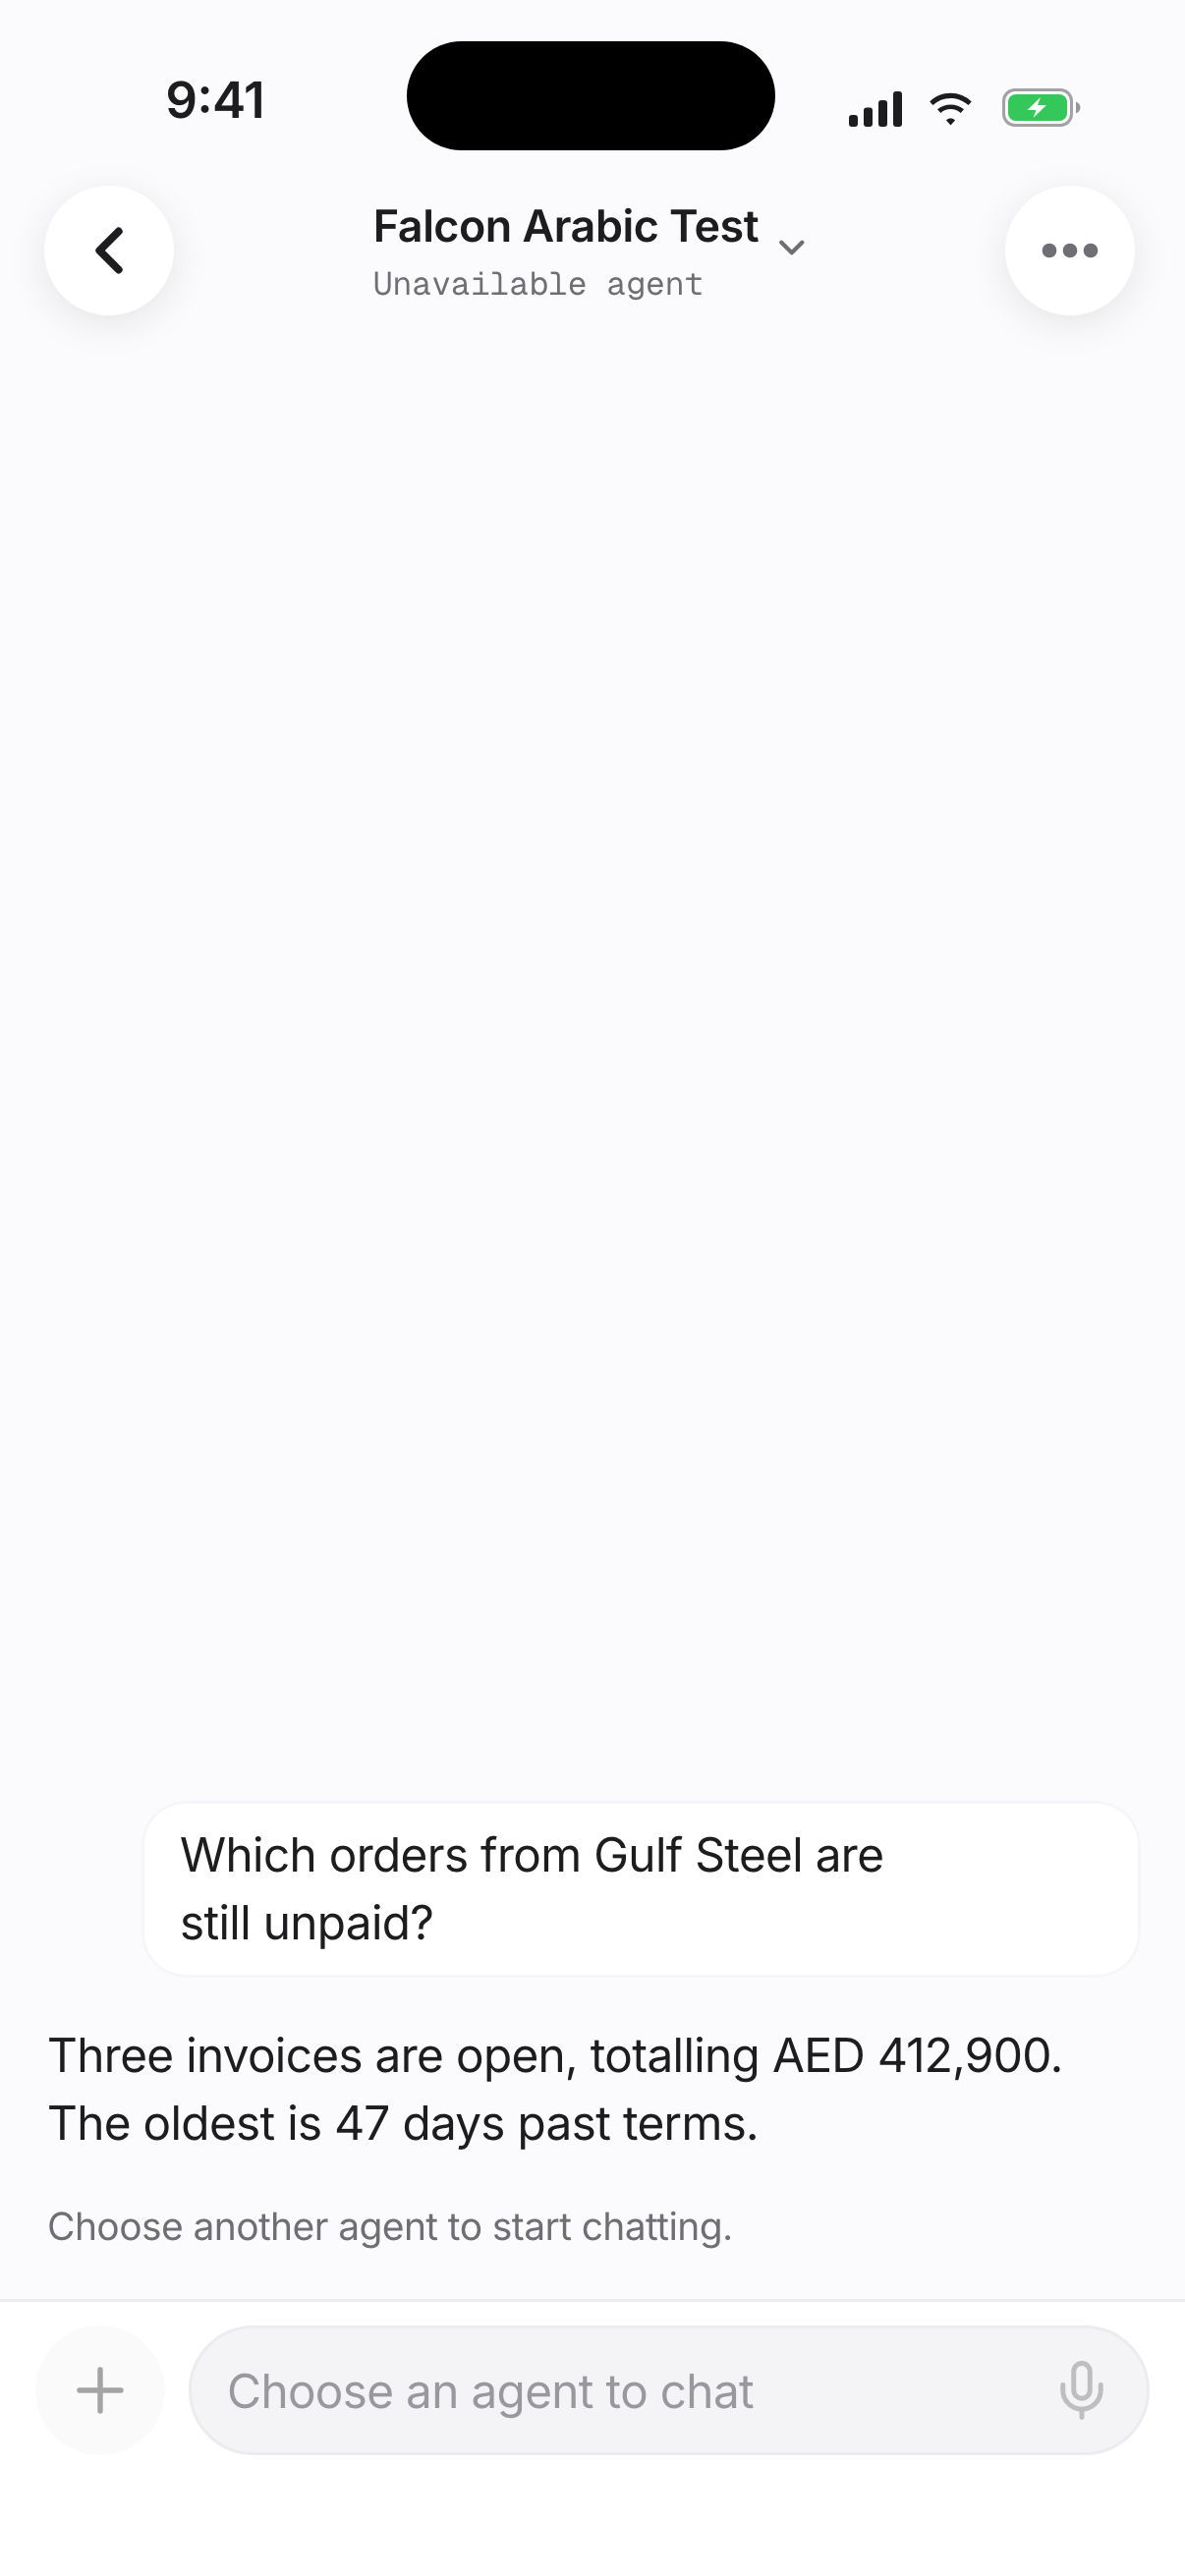 9:41
Falcon Arabic Test
Unavailable agent
Which orders from Gulf Steel are
still unpaid?
Three invoices are open, totalling AED 412,900.
The oldest is 47 days past terms.
Choose another agent to start chatting.
Choose an agent to chat